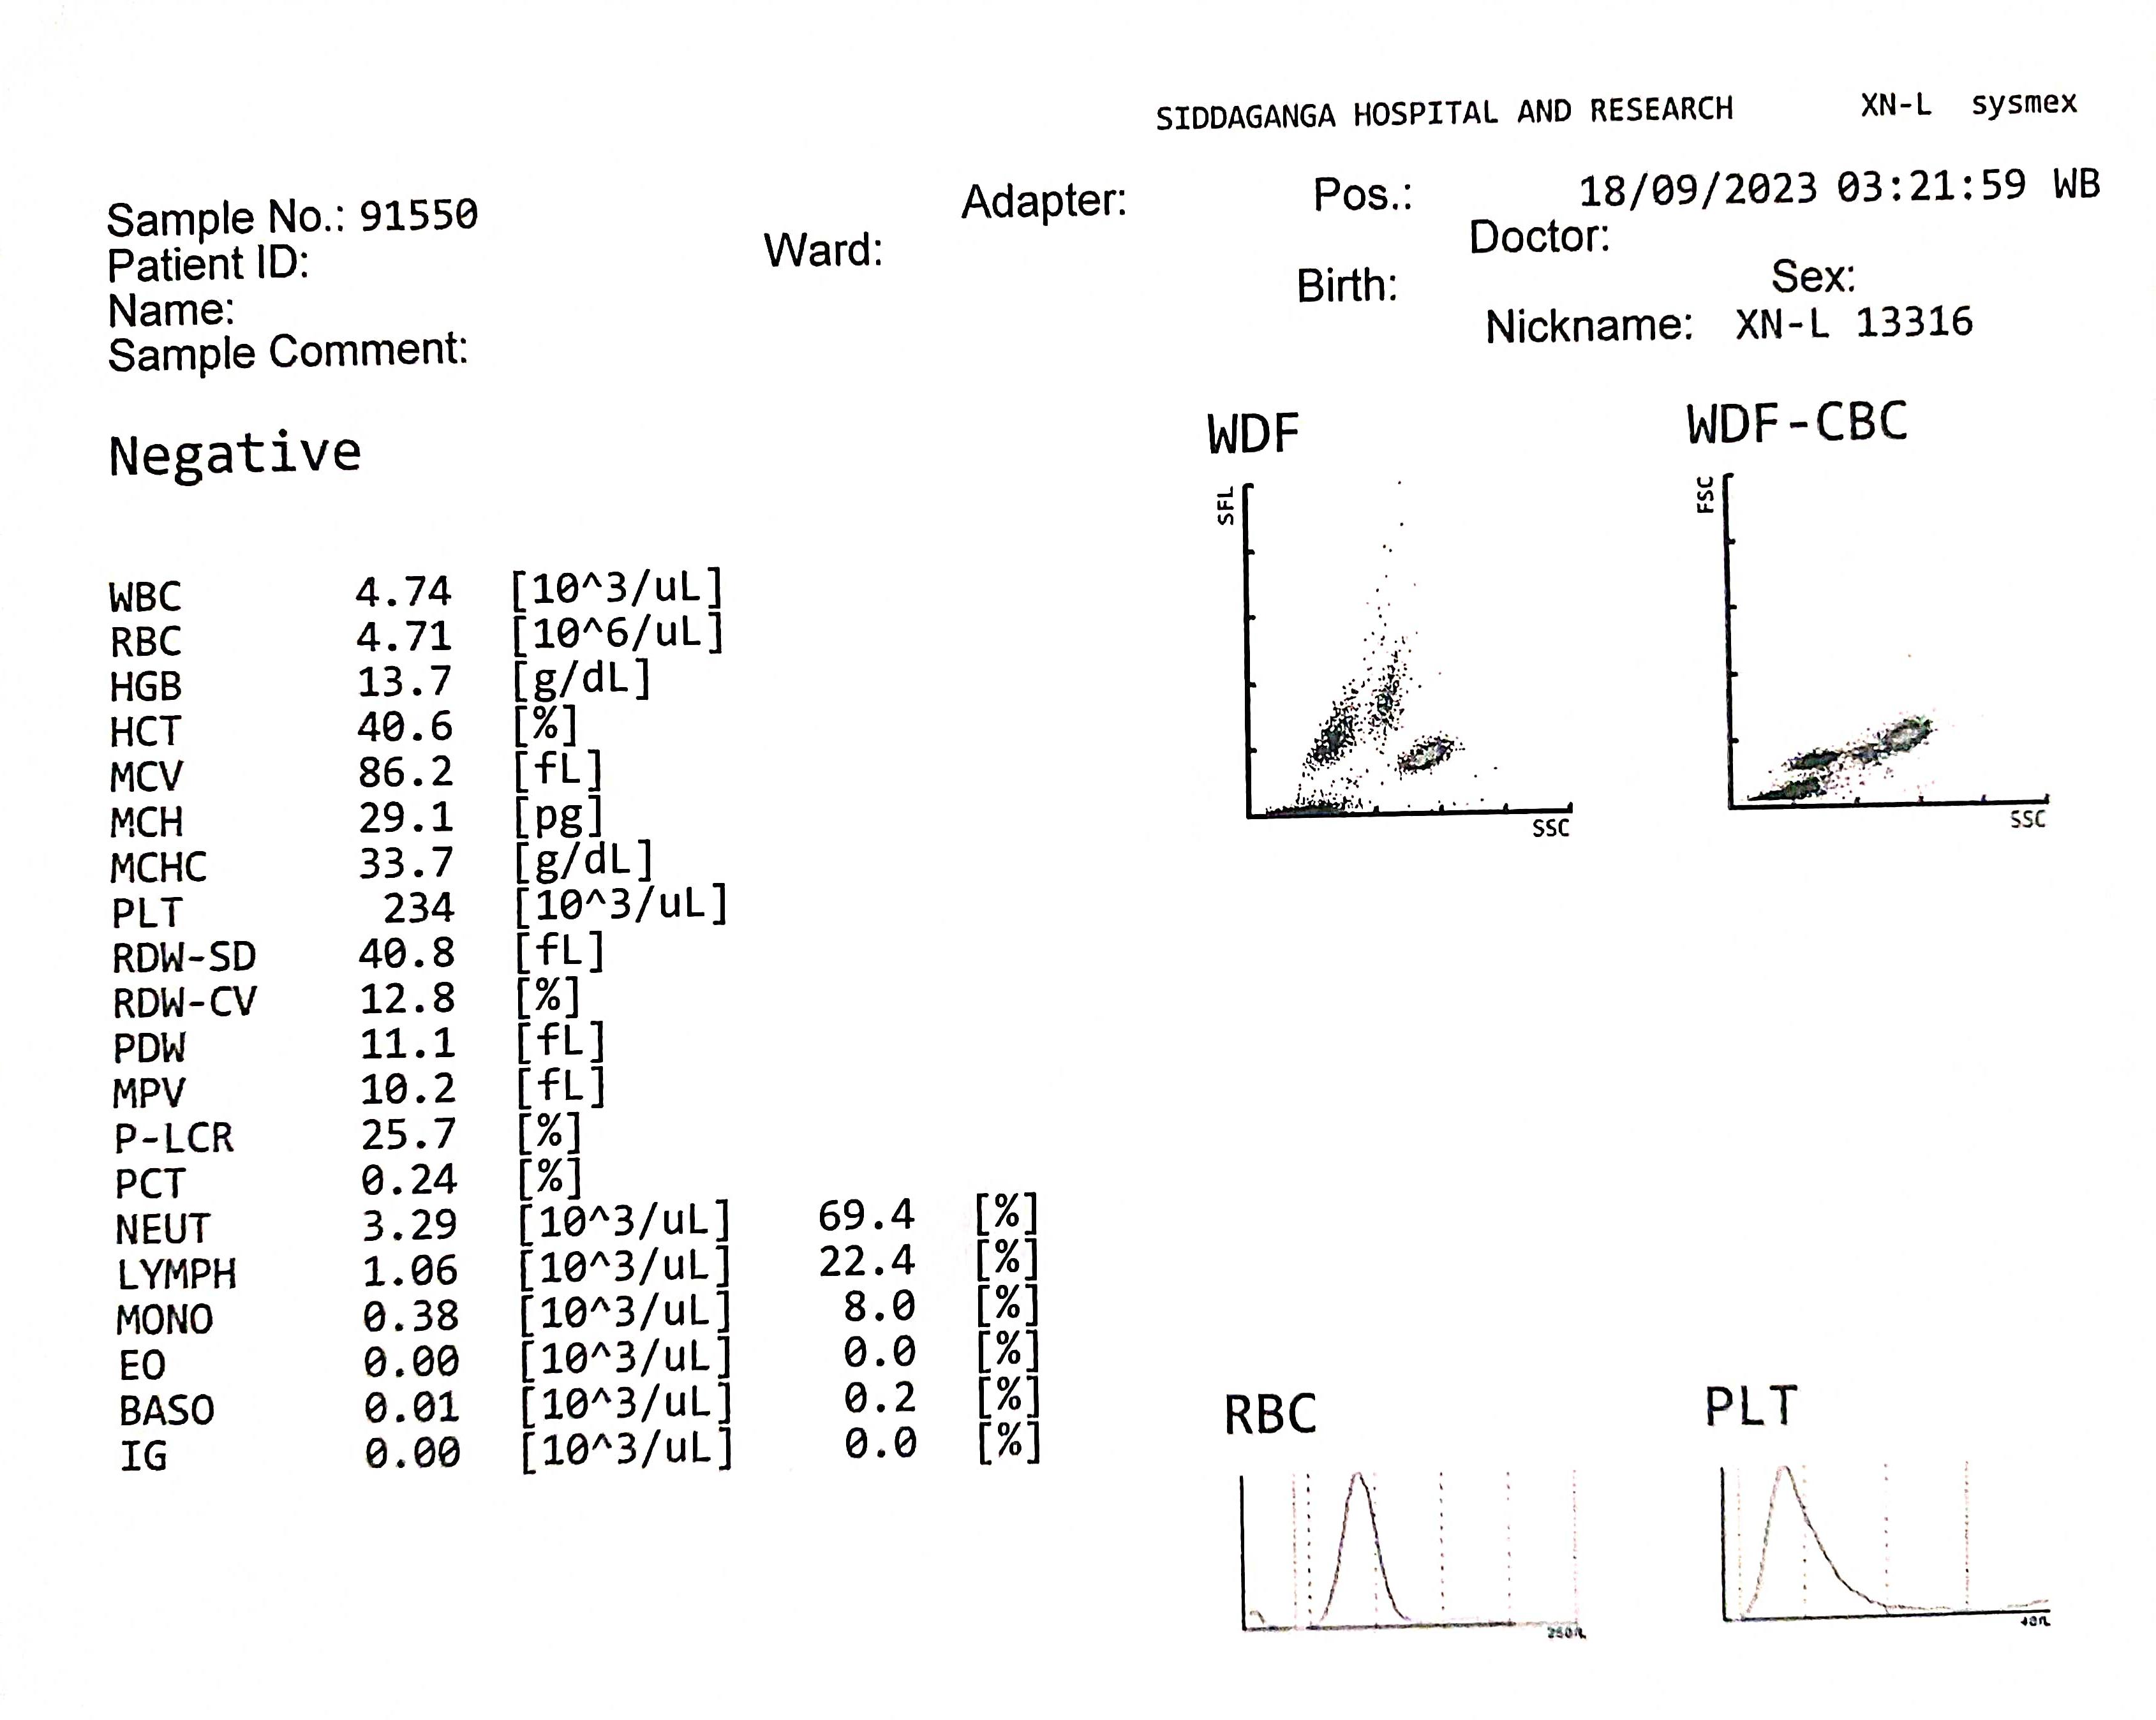 SIDDAGANGA HOSPITAL AND RESEARCH XN-L sysmex
Sample No.: 91550 Adapter: Pos.: 18/09/2023 03:21:59 WB
Patient ID: Ward: Doctor:
Name: Birth: Sex:
Sample Comment: Nickname: XN-L 13316
Negative
WDF WDF-CBC
SFL FSC
SSC SSC
WBC 4.74 [10^3/uL]
RBC 4.71 [10^6/uL]
HGB 13.7 [g/dL]
HCT 40.6 [%]
MCV 86.2 [fL]
MCH 29.1 [pg]
MCHC 33.7 [g/dL]
PLT 234 [10^3/uL]
RDW-SD 40.8 [fL]
RDW-CV 12.8 [%]
PDW 11.1 [fL]
MPV 10.2 [fL]
P-LCR 25.7 [%]
PCT 0.24 [%]
NEUT 3.29 [10^3/uL] 69.4 [%]
LYMPH 1.06 [10^3/uL] 22.4 [%]
MONO 0.38 [10^3/uL] 8.0 [%]
EO 0.00 [10^3/uL] 0.0 [%]
BASO 0.01 [10^3/uL] 0.2 [%]
IG 0.00 [10^3/uL] 0.0 [%]
RBC PLT
250fL 40fL